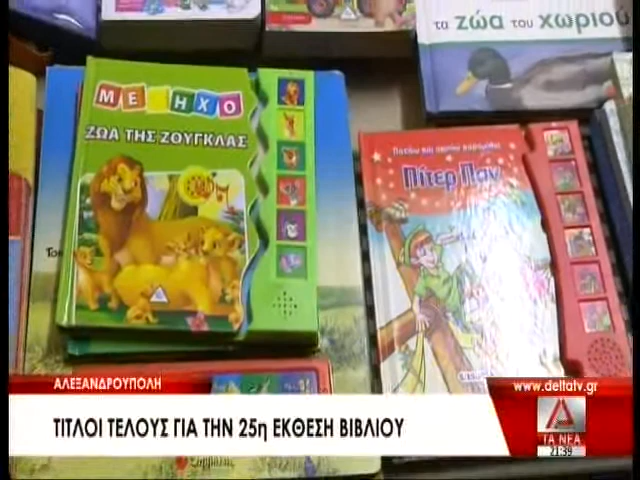 τα ζώα του χωριού
ΜΕ ΗΧΟ
ΖΩΑ ΤΗΣ ΖΟΥΓΚΛΑΣ
Πίτερ Παν
ΑΛΕΞΑΝΔΡΟΥΠΟΛΗ
www.deltatv.gr
ΤΙΤΛΟΙ ΤΕΛΟΥΣ ΓΙΑ ΤΗΝ 25η ΕΚΘΕΣΗ ΒΙΒΛΙΟΥ
ΤΑ ΝΕΑ
21:39